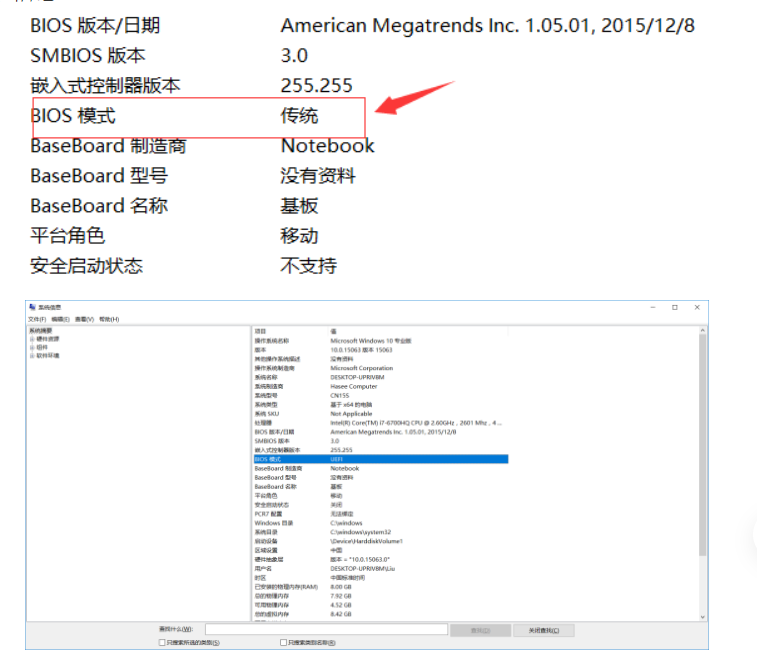 BIOS 版本/日期 American Megatrends Inc. 1.05.01, 2015/12/8
SMBIOS 版本 3.0
嵌入式控制器版本 255.255
BIOS 模式 传统
BaseBoard 制造商 Notebook
BaseBoard 型号 没有资料
BaseBoard 名称 基板
平台角色 移动
安全启动状态 不支持
系统信息
文件(F) 编辑(E) 查看(V) 帮助(H)
系统摘要
硬件资源
组件
软件环境
项目 值
操作系统名称 Microsoft Windows 10 专业版
版本 10.0.15063 版本 15063
其他操作系统描述 没有资料
操作系统制造商 Microsoft Corporation
系统名称 DESKTOP-UPRIVBM
系统制造商 Hasee Computer
系统型号 CN15S
系统类型 基于 x64 的电脑
系统 SKU Not Applicable
处理器 Intel(R) Core(TM) i7-6700HQ CPU @ 2.60GHz，2601 Mhz，4 ...
BIOS 版本/日期 American Megatrends Inc. 1.05.01, 2015/12/8
SMBIOS 版本 3.0
嵌入式控制器版本 255.255
BIOS 模式 UEFI
BaseBoard 制造商 Notebook
BaseBoard 型号 没有资料
BaseBoard 名称 基板
平台角色 移动
安全启动状态 关闭
PCR7 配置 无法绑定
Windows 目录 C:\windows
系统目录 C:\windows\system32
启动设备 \Device\HarddiskVolume1
区域设置 中国
硬件抽象层 版本 = "10.0.15063.0"
用户名 DESKTOP-UPRIVBM\Liu
时区 中国标准时间
已安装的物理内存(RAM) 8.00 GB
总的物理内存 7.92 GB
可用物理内存 4.52 GB
总的虚拟内存 8.42 GB
查找什么(W): 查找(D) 关闭查找(C)
只搜索所选的类别(S) 只搜索类别名称(R)